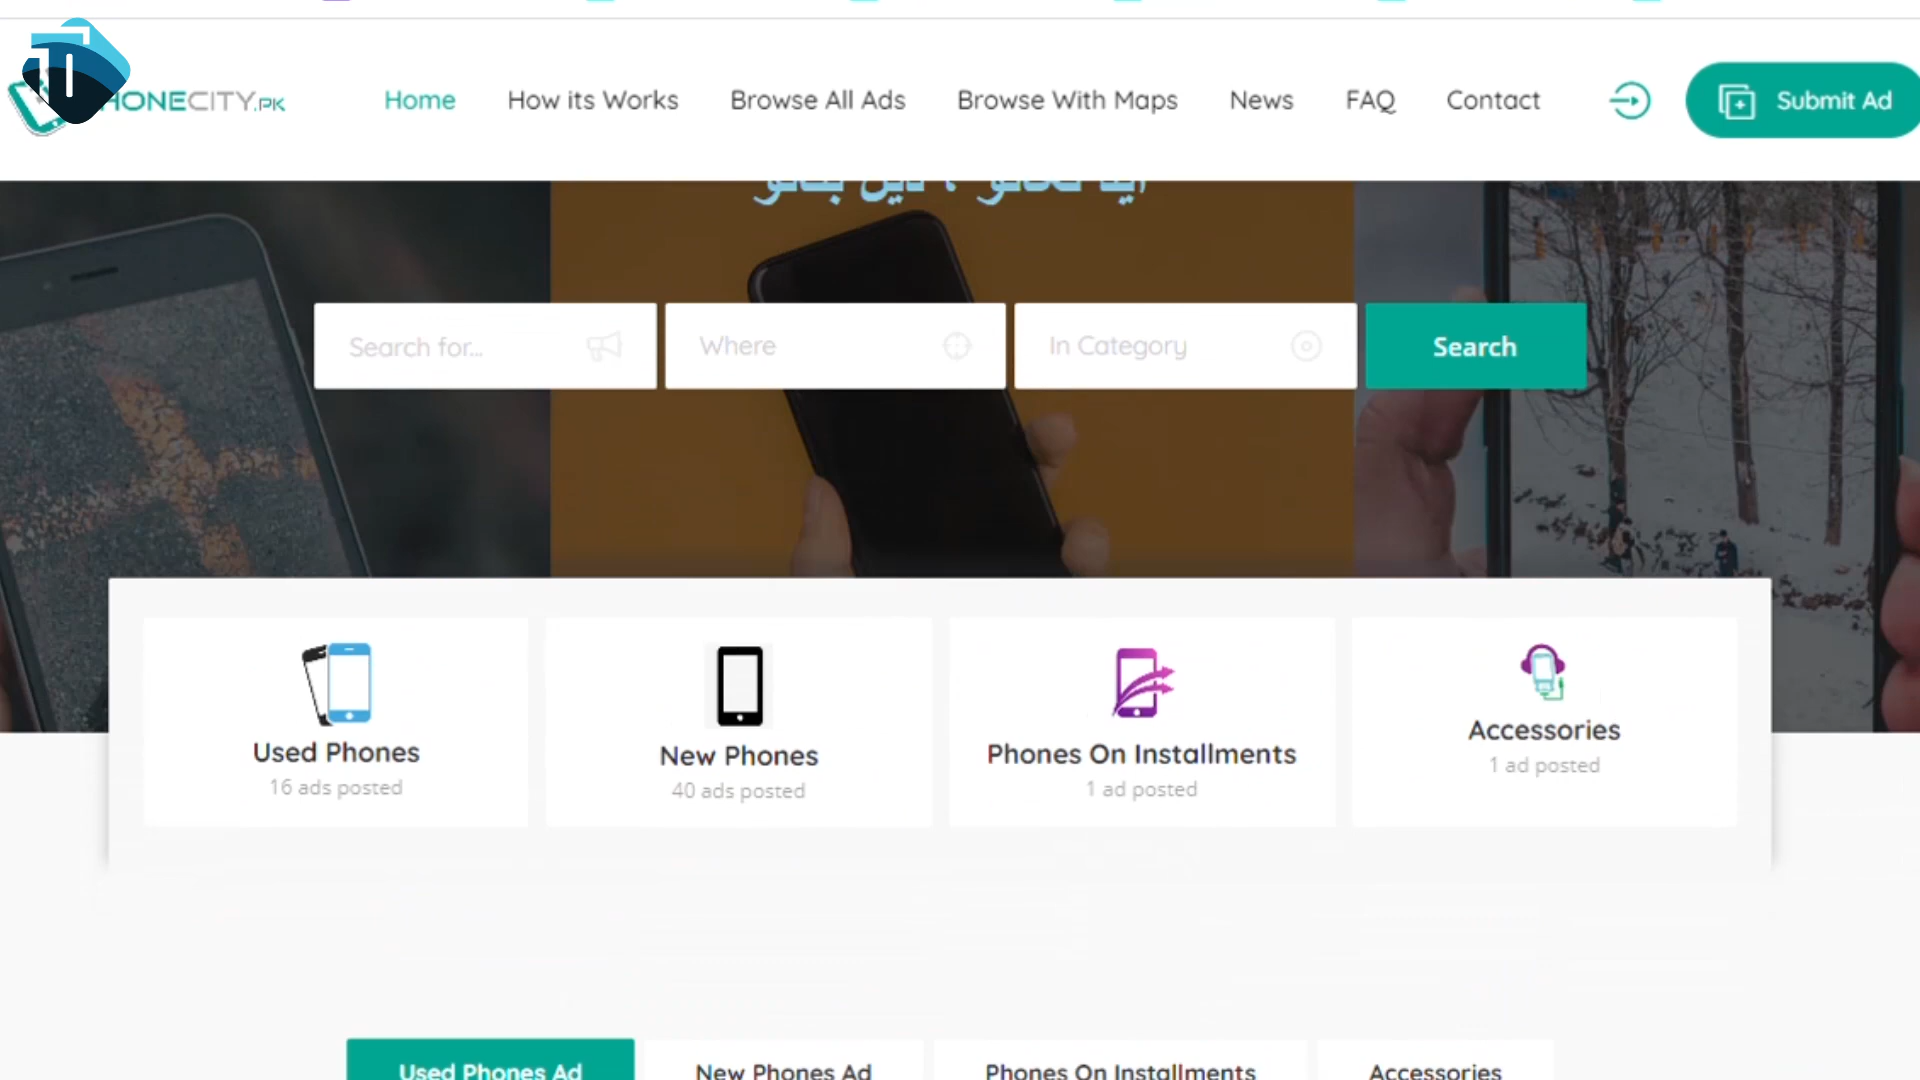 HONECITY.PK
Home
How its Works
Browse All Ads
Browse With Maps
News
FAQ
Contact
Submit Ad
Search for...
Where
In Category
Search
Used Phones
16 ads posted
New Phones
40 ads posted
Phones On Installments
1 ad posted
Accessories
1 ad posted
Used Phones Ad
New Phones Ad
Phones On Installments
Accessories